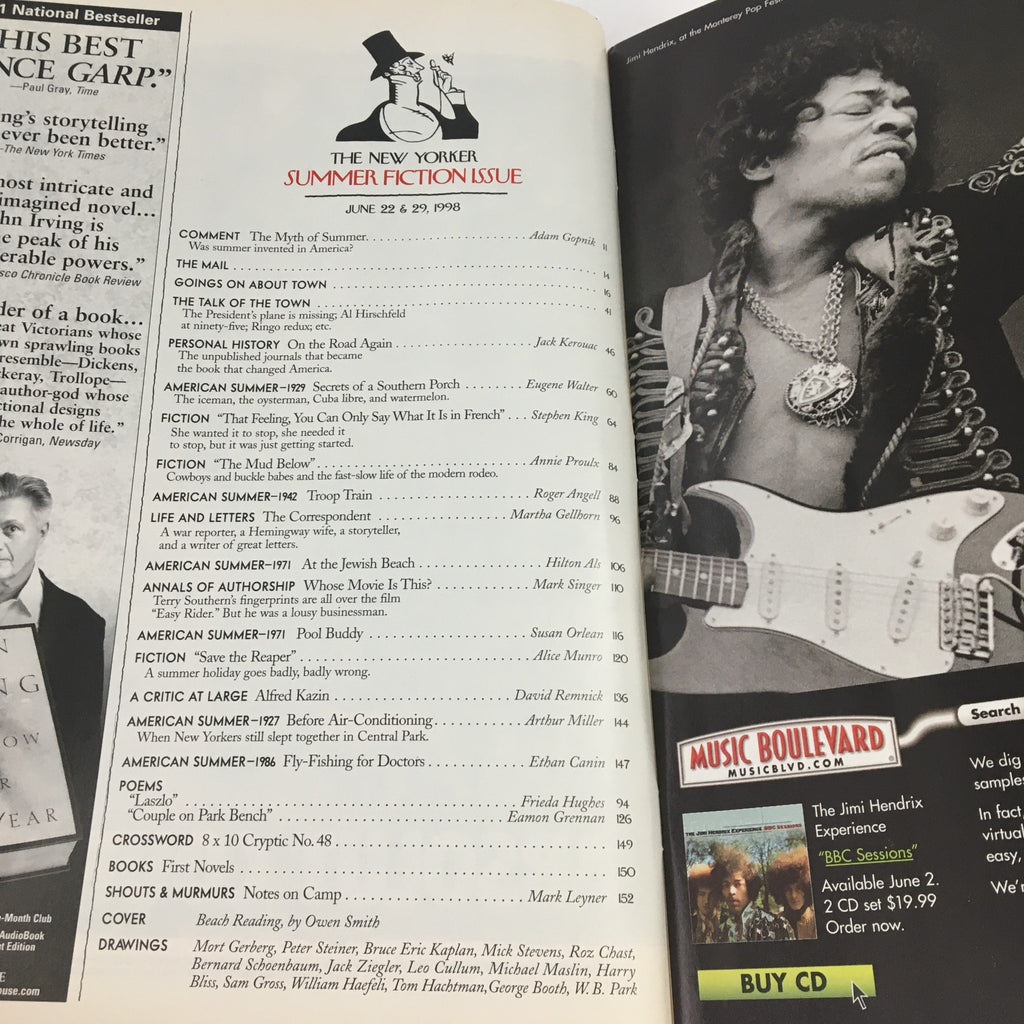 1 National Bestseller
HIS BEST
NCE GARP.”
—Paul Gray, Time
ng’s storytelling
ever been better.”
—The New York Times
most intricate and
imagined novel…
hn Irving is
e peak of his
erable powers.”
sco Chronicle Book Review
der of a book…
eat Victorians whose
wn sprawling books
resemble—Dickens,
ckeray, Trollope—
author-god whose
ctional designs
he whole of life.”
Corrigan, Newsday
N
NG
OW
R
YEAR
e-Month Club
AudioBook
t Edition
E
ouse.com
THE NEW YORKER
SUMMER FICTION ISSUE
JUNE 22 & 29, 1998
COMMENT The Myth of Summer. Adam Gopnik 11
Was summer invented in America?
THE MAIL 14
GOINGS ON ABOUT TOWN 16
THE TALK OF THE TOWN 41
The President’s plane is missing; Al Hirschfeld
at ninety-five; Ringo redux; etc.
PERSONAL HISTORY On the Road Again Jack Kerouac 46
The unpublished journals that became
the book that changed America.
AMERICAN SUMMER—1929 Secrets of a Southern Porch Eugene Walter 60
The iceman, the oysterman, Cuba libre, and watermelon.
FICTION “That Feeling, You Can Only Say What It Is in French” Stephen King 64
She wanted it to stop, she needed it
to stop, but it was just getting started.
FICTION “The Mud Below” Annie Proulx 84
Cowboys and buckle babes and the fast-slow life of the modern rodeo.
AMERICAN SUMMER—1942 Troop Train Roger Angell 88
LIFE AND LETTERS The Correspondent Martha Gellhorn 96
A war reporter, a Hemingway wife, a storyteller,
and a writer of great letters.
AMERICAN SUMMER—1971 At the Jewish Beach Hilton Als 106
ANNALS OF AUTHORSHIP Whose Movie Is This? Mark Singer 110
Terry Southern’s fingerprints are all over the film
“Easy Rider.” But he was a lousy businessman.
AMERICAN SUMMER—1971 Pool Buddy Susan Orlean 116
FICTION “Save the Reaper” Alice Munro 120
A summer holiday goes badly, badly wrong.
A CRITIC AT LARGE Alfred Kazin David Remnick 136
AMERICAN SUMMER—1927 Before Air-Conditioning Arthur Miller 144
When New Yorkers still slept together in Central Park.
AMERICAN SUMMER—1986 Fly-Fishing for Doctors Ethan Canin 147
POEMS
“Laszlo” Frieda Hughes 94
“Couple on Park Bench” Eamon Grennan 126
CROSSWORD 8 x 10 Cryptic No. 48 149
BOOKS First Novels 150
SHOUTS & MURMURS Notes on Camp Mark Leyner 152
COVER Beach Reading, by Owen Smith
DRAWINGS Mort Gerberg, Peter Steiner, Bruce Eric Kaplan, Mick Stevens, Roz Chast,
Bernard Schoenbaum, Jack Ziegler, Leo Cullum, Michael Maslin, Harry
Bliss, Sam Gross, William Haefeli, Tom Hachtman, George Booth, W. B. Park
Jimi Hendrix, at the Monterey Pop Fes
MUSIC BOULEVARD
MUSICBLVD.COM
Search
We dig
sample
In fact,
virtual
easy,
We’r
THE JIMI HENDRIX EXPERIENCE BBC SESSIONS
The Jimi Hendrix
Experience
“BBC Sessions”
Available June 2.
2 CD set $19.99
Order now.
BUY CD